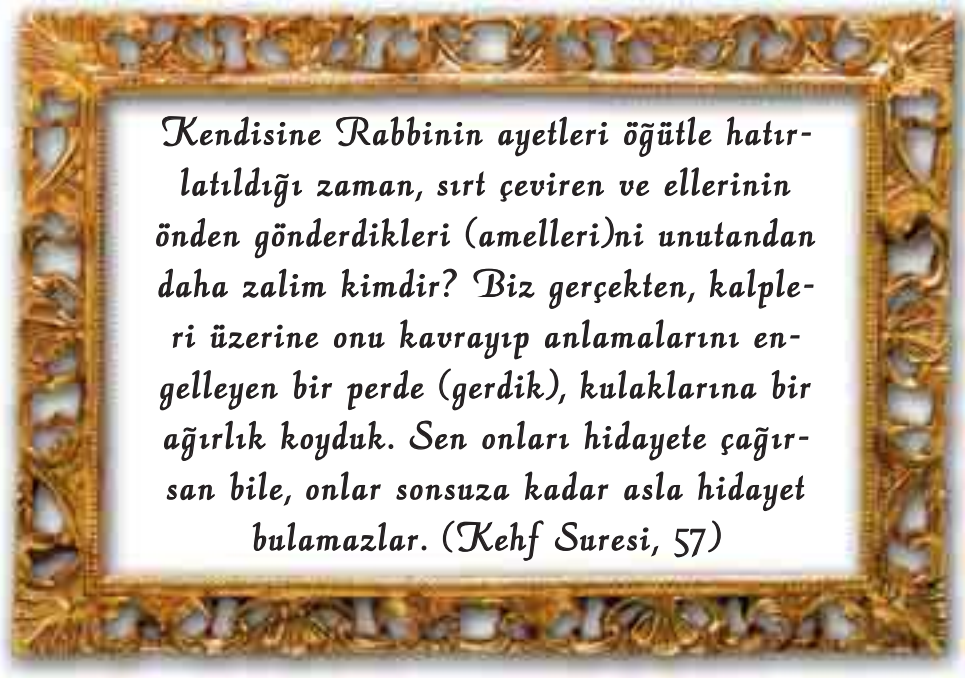 Kendisine Rabbinin ayetleri öğütle hatır-
latıldığı zaman, sırt çeviren ve ellerinin
önden gönderdikleri (amelleri)ni unutandan
daha zalim kimdir? Biz gerçekten, kalple-
ri üzerine onu kavrayıp anlamalarını en-
gelleyen bir perde (gerdik), kulaklarına bir
ağırlık koyduk. Sen onları hidayete çağır-
san bile, onlar sonsuza kadar asla hidayet
bulamazlar. (Kehf Suresi, 57)